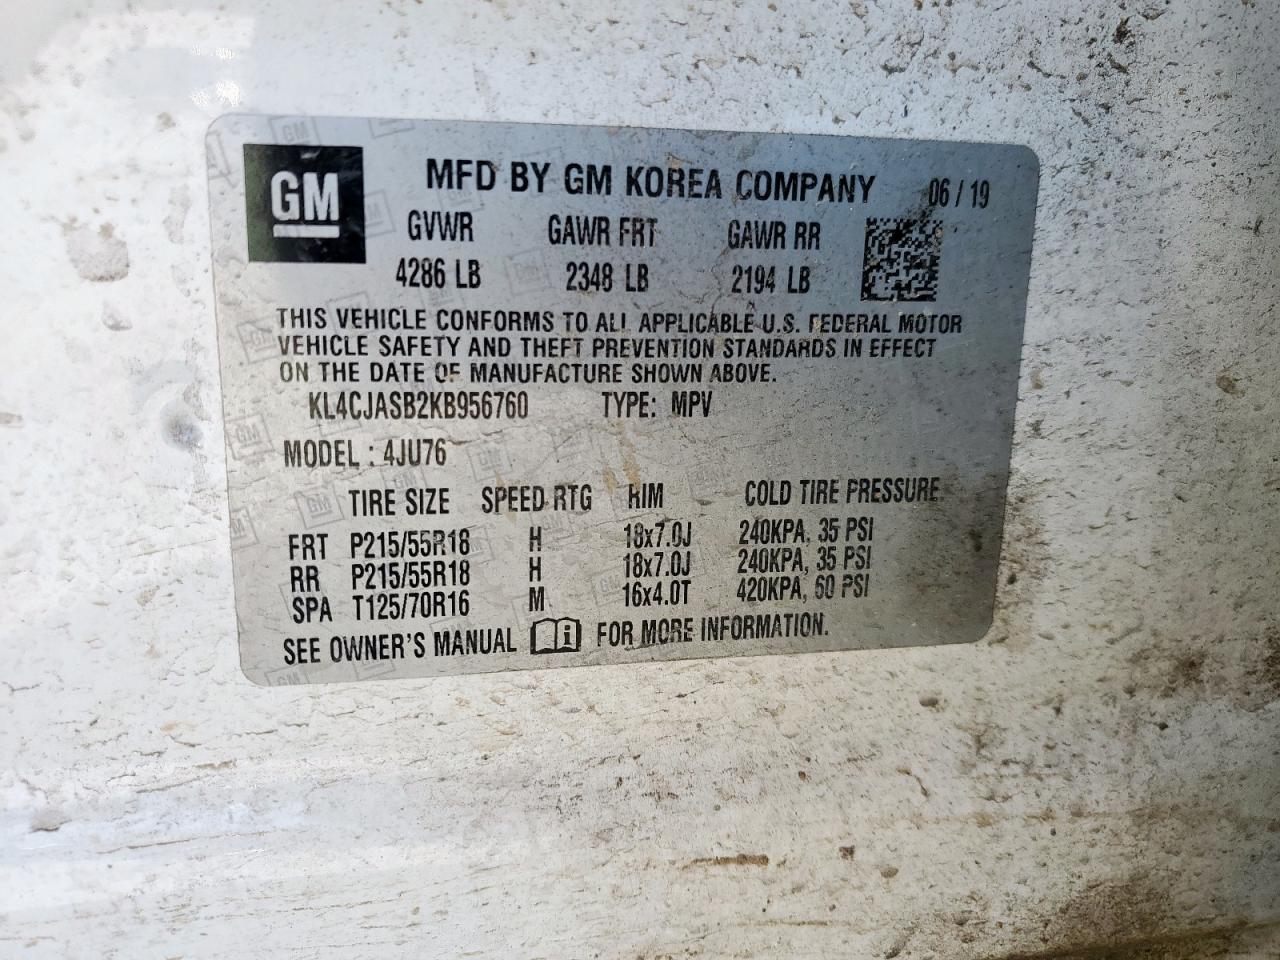 GM
MFD BY GM KOREA COMPANY 06 / 19
GVWR GAWR FRT GAWR RR
4286 LB 2348 LB 2194 LB
THIS VEHICLE CONFORMS TO ALL APPLICABLE U.S. FEDERAL MOTOR
VEHICLE SAFETY AND THEFT PREVENTION STANDARDS IN EFFECT
ON THE DATE OF MANUFACTURE SHOWN ABOVE.
KL4CJASB2KB956760 TYPE: MPV
MODEL : 4JU76
TIRE SIZE SPEED RTG RIM COLD TIRE PRESSURE
FRT P215/55R18 H 18x7.0J 240KPA, 35 PSI
RR P215/55R18 H 18x7.0J 240KPA, 35 PSI
SPA T125/70R16 M 16x4.0T 420KPA, 60 PSI
SEE OWNER'S MANUAL FOR MORE INFORMATION.